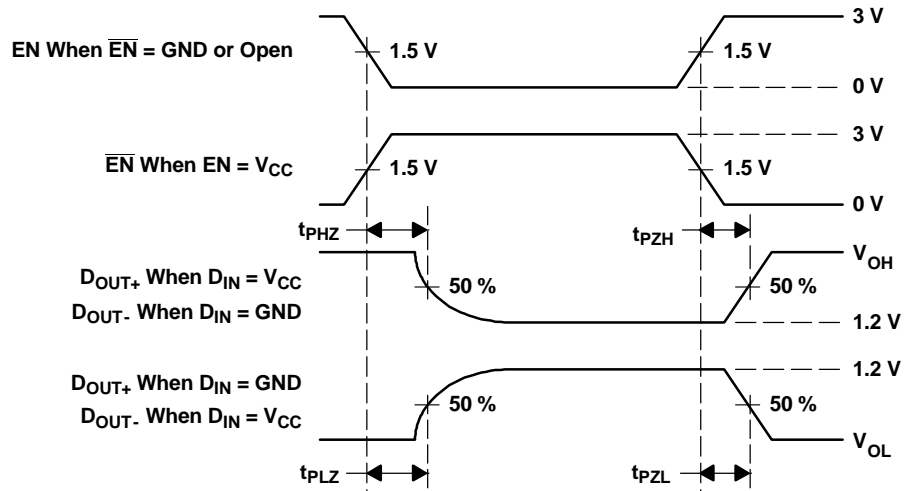 3 V
EN When E̅N̅ = GND or Open
1.5 V
1.5 V
0 V
3 V
E̅N̅ When EN = VCC
1.5 V
1.5 V
0 V
tPHZ
tPZH
VOH
DOUT+ When DIN = VCC
50 %
50 %
DOUT- When DIN = GND
1.2 V
1.2 V
DOUT+ When DIN = GND
50 %
50 %
DOUT- When DIN = VCC
VOL
tPLZ
tPZL